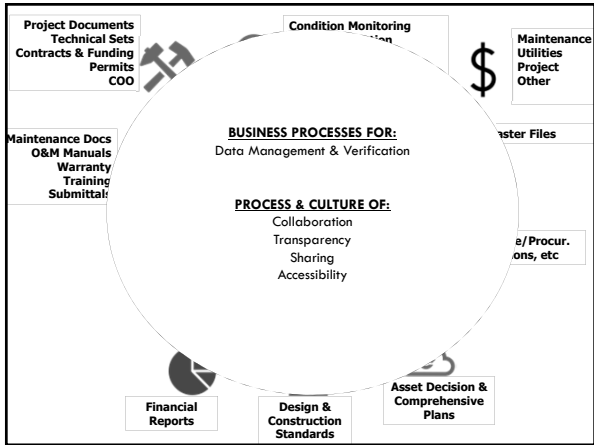 Project Documents
Technical Sets
Contracts & Funding
Permits
COO
Condition Monitoring
$
Maintenance
Utilities
Project
Other
Maintenance Docs
O&M Manuals
Warranty
Training
Submittals
Files
BUSINESS PROCESSES FOR:
Data Management & Verification
PROCESS & CULTURE OF:
Collaboration
Transparency
Sharing
Accessibility
etc
Financial
Reports
Design &
Construction
Standards
Asset Decision &
Comprehensive
Plans